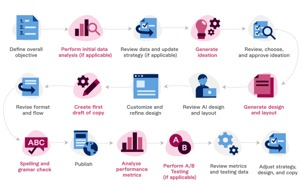 Define overall
objective
Perform initial data
analysis (if applicable)
Review data and update
strategy (if applicable)
Generate
ideation
Review, choose,
and approve ideation
Revise format
and flow
Create first
draft of copy
Customize and
refine design
Review AI design
and layout
Generate design
and layout
ABC
Spelling and
gramar check
Publish
Analyze
performance metrics
A
B
Perform A/B
Testing
(if applicable)
Review metrics
and testing data
Adjust strategy,
design, and copy